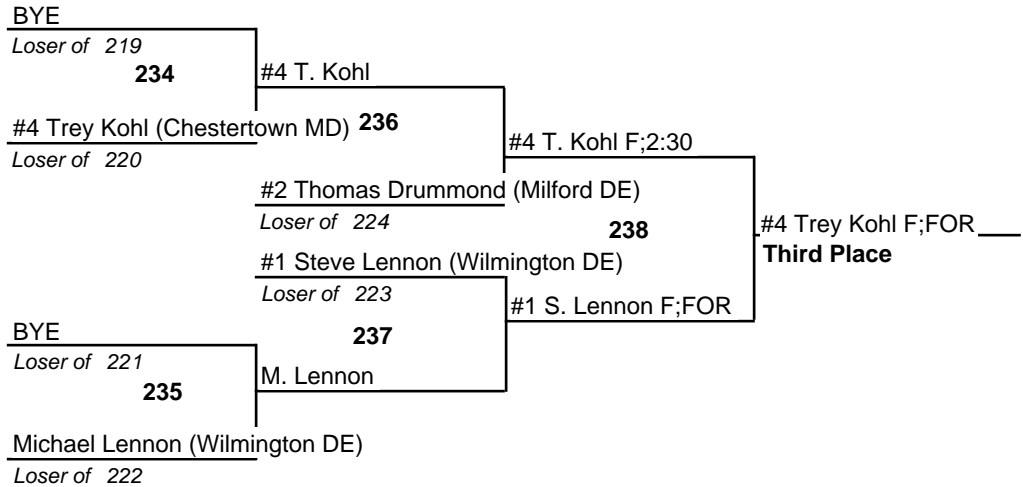 BYE
Loser of 219
234
#4 T. Kohl
#4 Trey Kohl (Chestertown MD)
236
Loser of 220
#4 T. Kohl F;2:30
#2 Thomas Drummond (Milford DE)
Loser of 224
238
#4 Trey Kohl F;FOR
Third Place
#1 Steve Lennon (Wilmington DE)
Loser of 223
#1 S. Lennon F;FOR
BYE
237
Loser of 221
235
M. Lennon
Michael Lennon (Wilmington DE)
Loser of 222